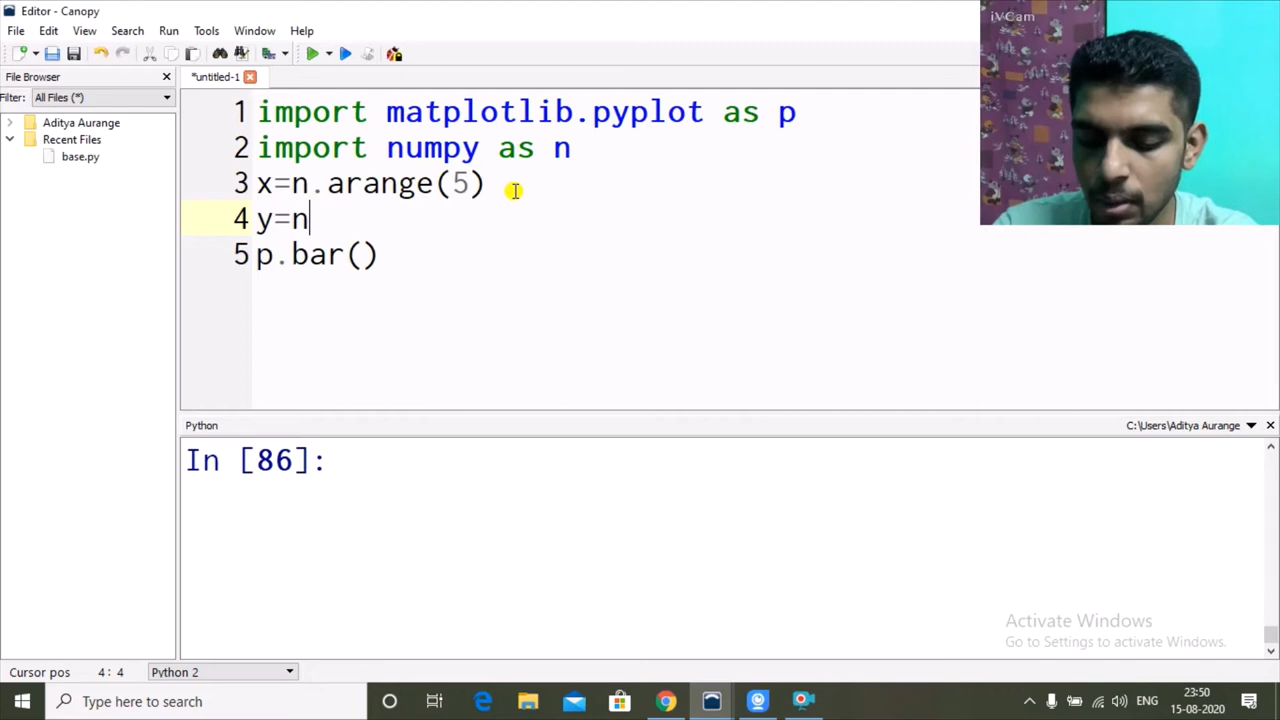 Editor - Canopy
iVCam
File Edit View Search Run Tools Window Help
File Browser
*untitled-1
Filter: All Files (*)
Aditya Aurange
Recent Files
base.py
1 import matplotlib.pyplot as p
2 import numpy as n
3 x=n.arange(5)
4 y=n
5 p.bar()
Python
C:\Users\Aditya Aurange
In [86]:
Activate Windows
Go to Settings to activate Windows.
Cursor pos 4: 4 Python 2
Type here to search
ENG
23:50
15-08-2020